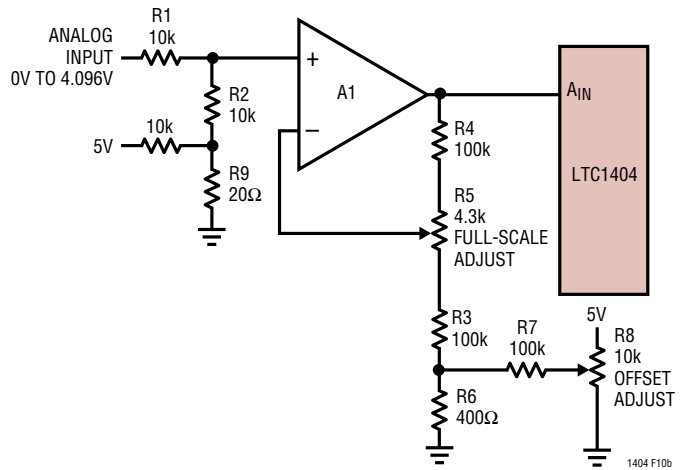 R1
10k
ANALOG
INPUT
0V TO 4.096V
R2
10k
10k
5V
R9
20Ω
+
A1
–
R4
100k
R5
4.3k
FULL-SCALE
ADJUST
R3
100k
R7
100k
R6
400Ω
5V
R8
10k
OFFSET
ADJUST
AIN
LTC1404
1404 F10b